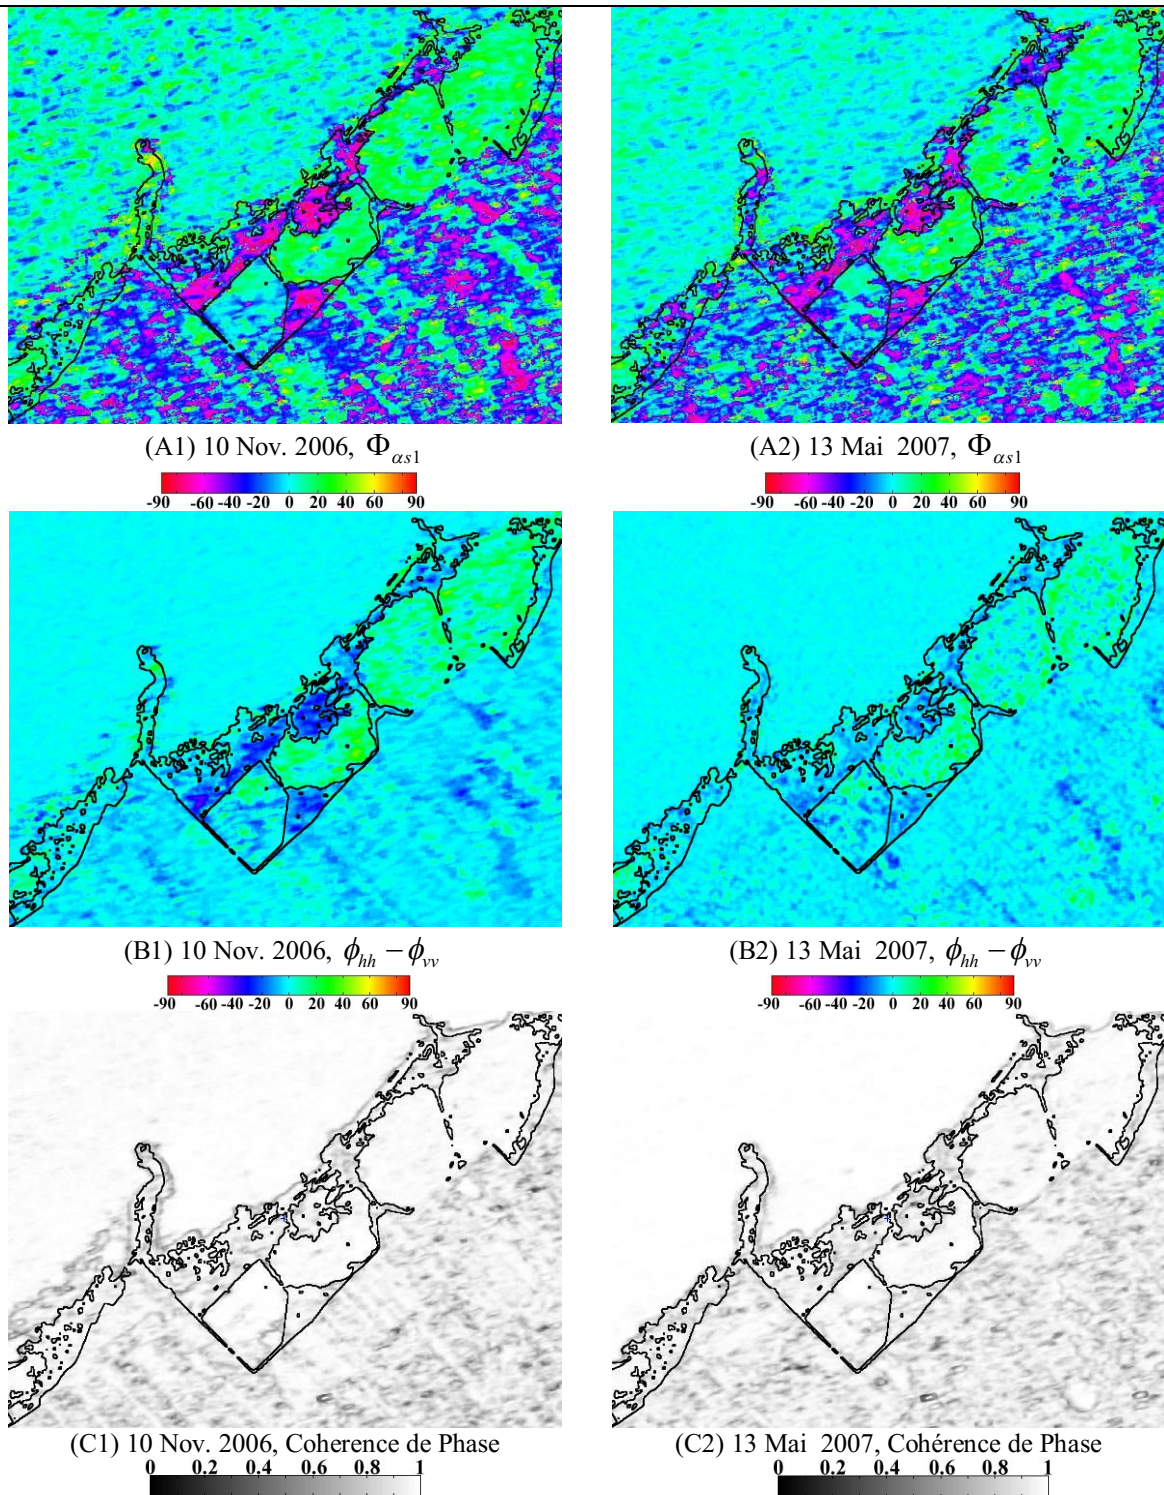 (A1) 10 Nov. 2006, Φαs1
(A2) 13 Mai 2007, Φαs1
-90 -60 -40 -20 0 20 40 60 90
-90 -60 -40 -20 0 20 40 60 90
(B1) 10 Nov. 2006, ϕhh − ϕvv
(B2) 13 Mai 2007, ϕhh − ϕvv
-90 -60 -20 0 20 40 60 90
-90 -60 -20 0 20 40 60 90
(C1) 10 Nov. 2006, Coherence de Phase
(C2) 13 Mai 2007, Cohérence de Phase
0 0.2 0.4 0.6 0.8 1
0 0.2 0.4 0.6 0.8 1